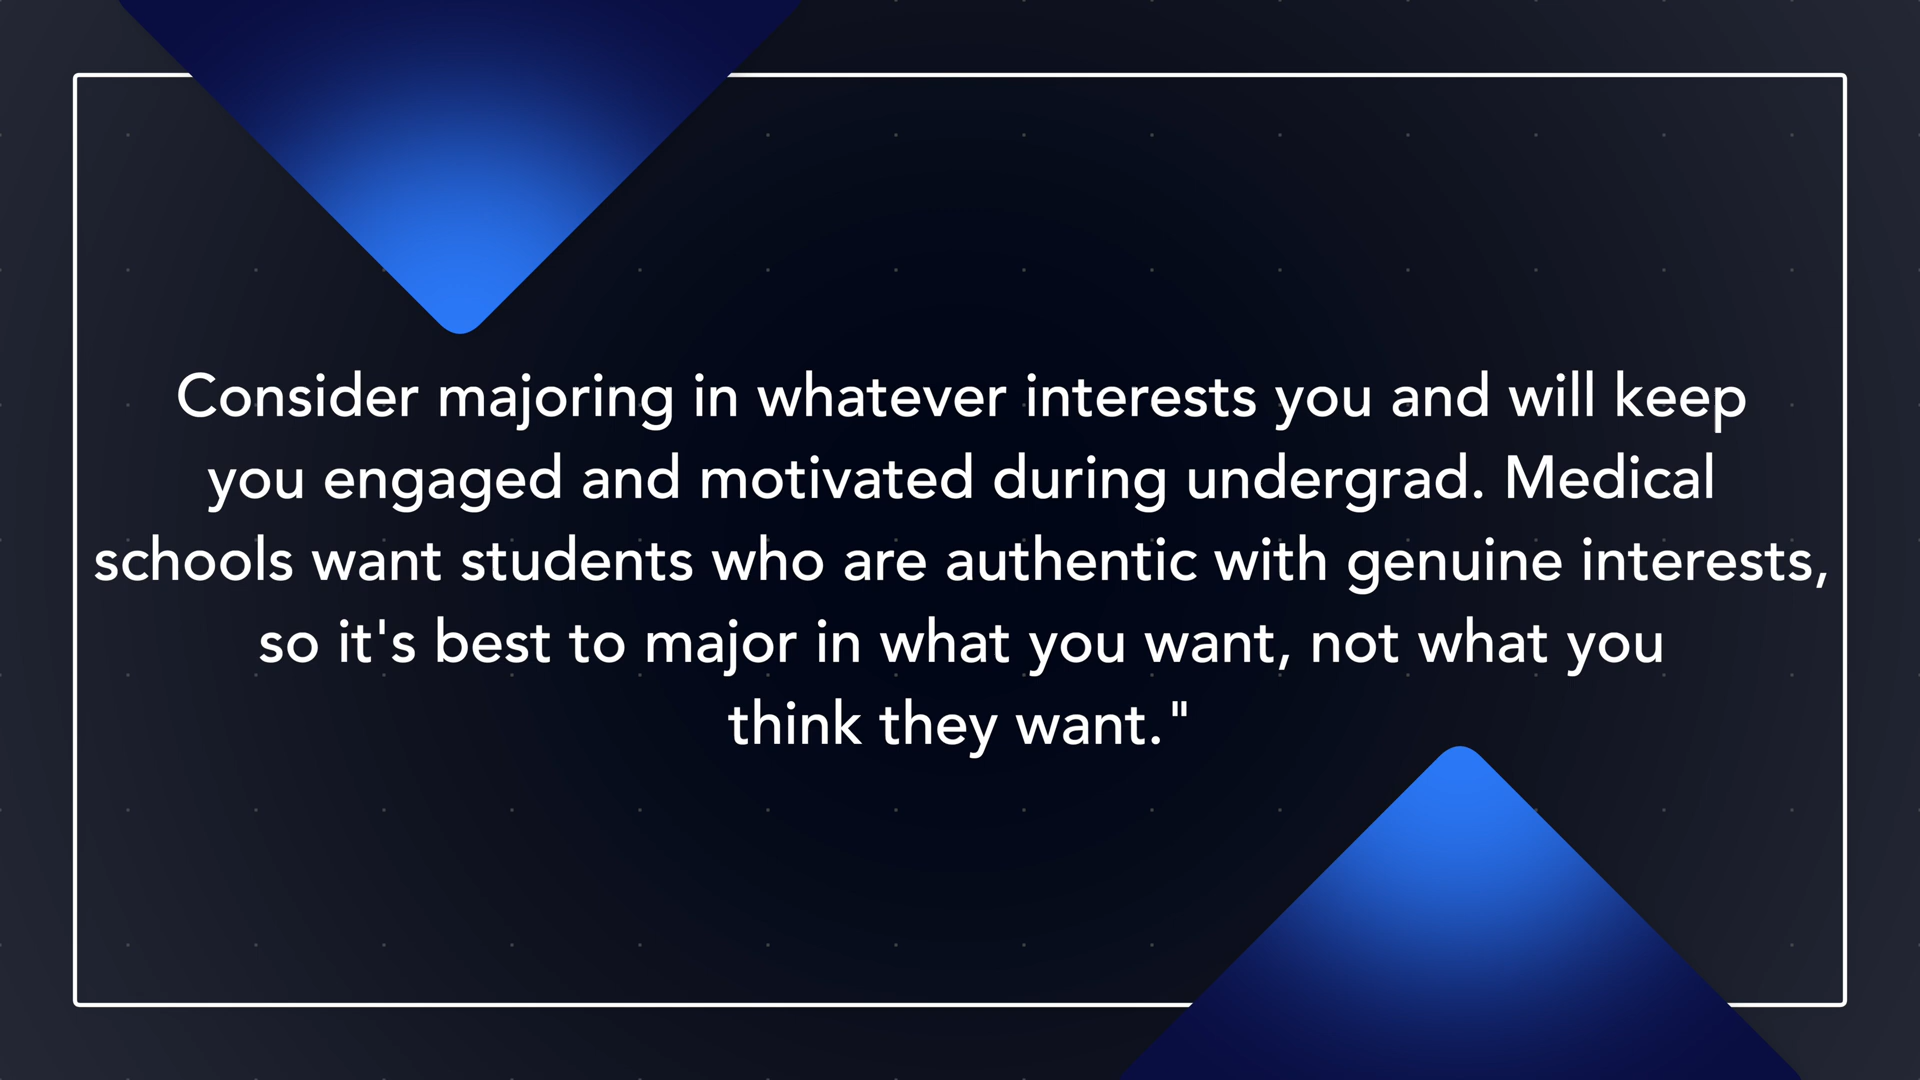 Consider majoring in whatever interests you and will keep
you engaged and motivated during undergrad. Medical
schools want students who are authentic with genuine interests,
so it's best to major in what you want, not what you
think they want."